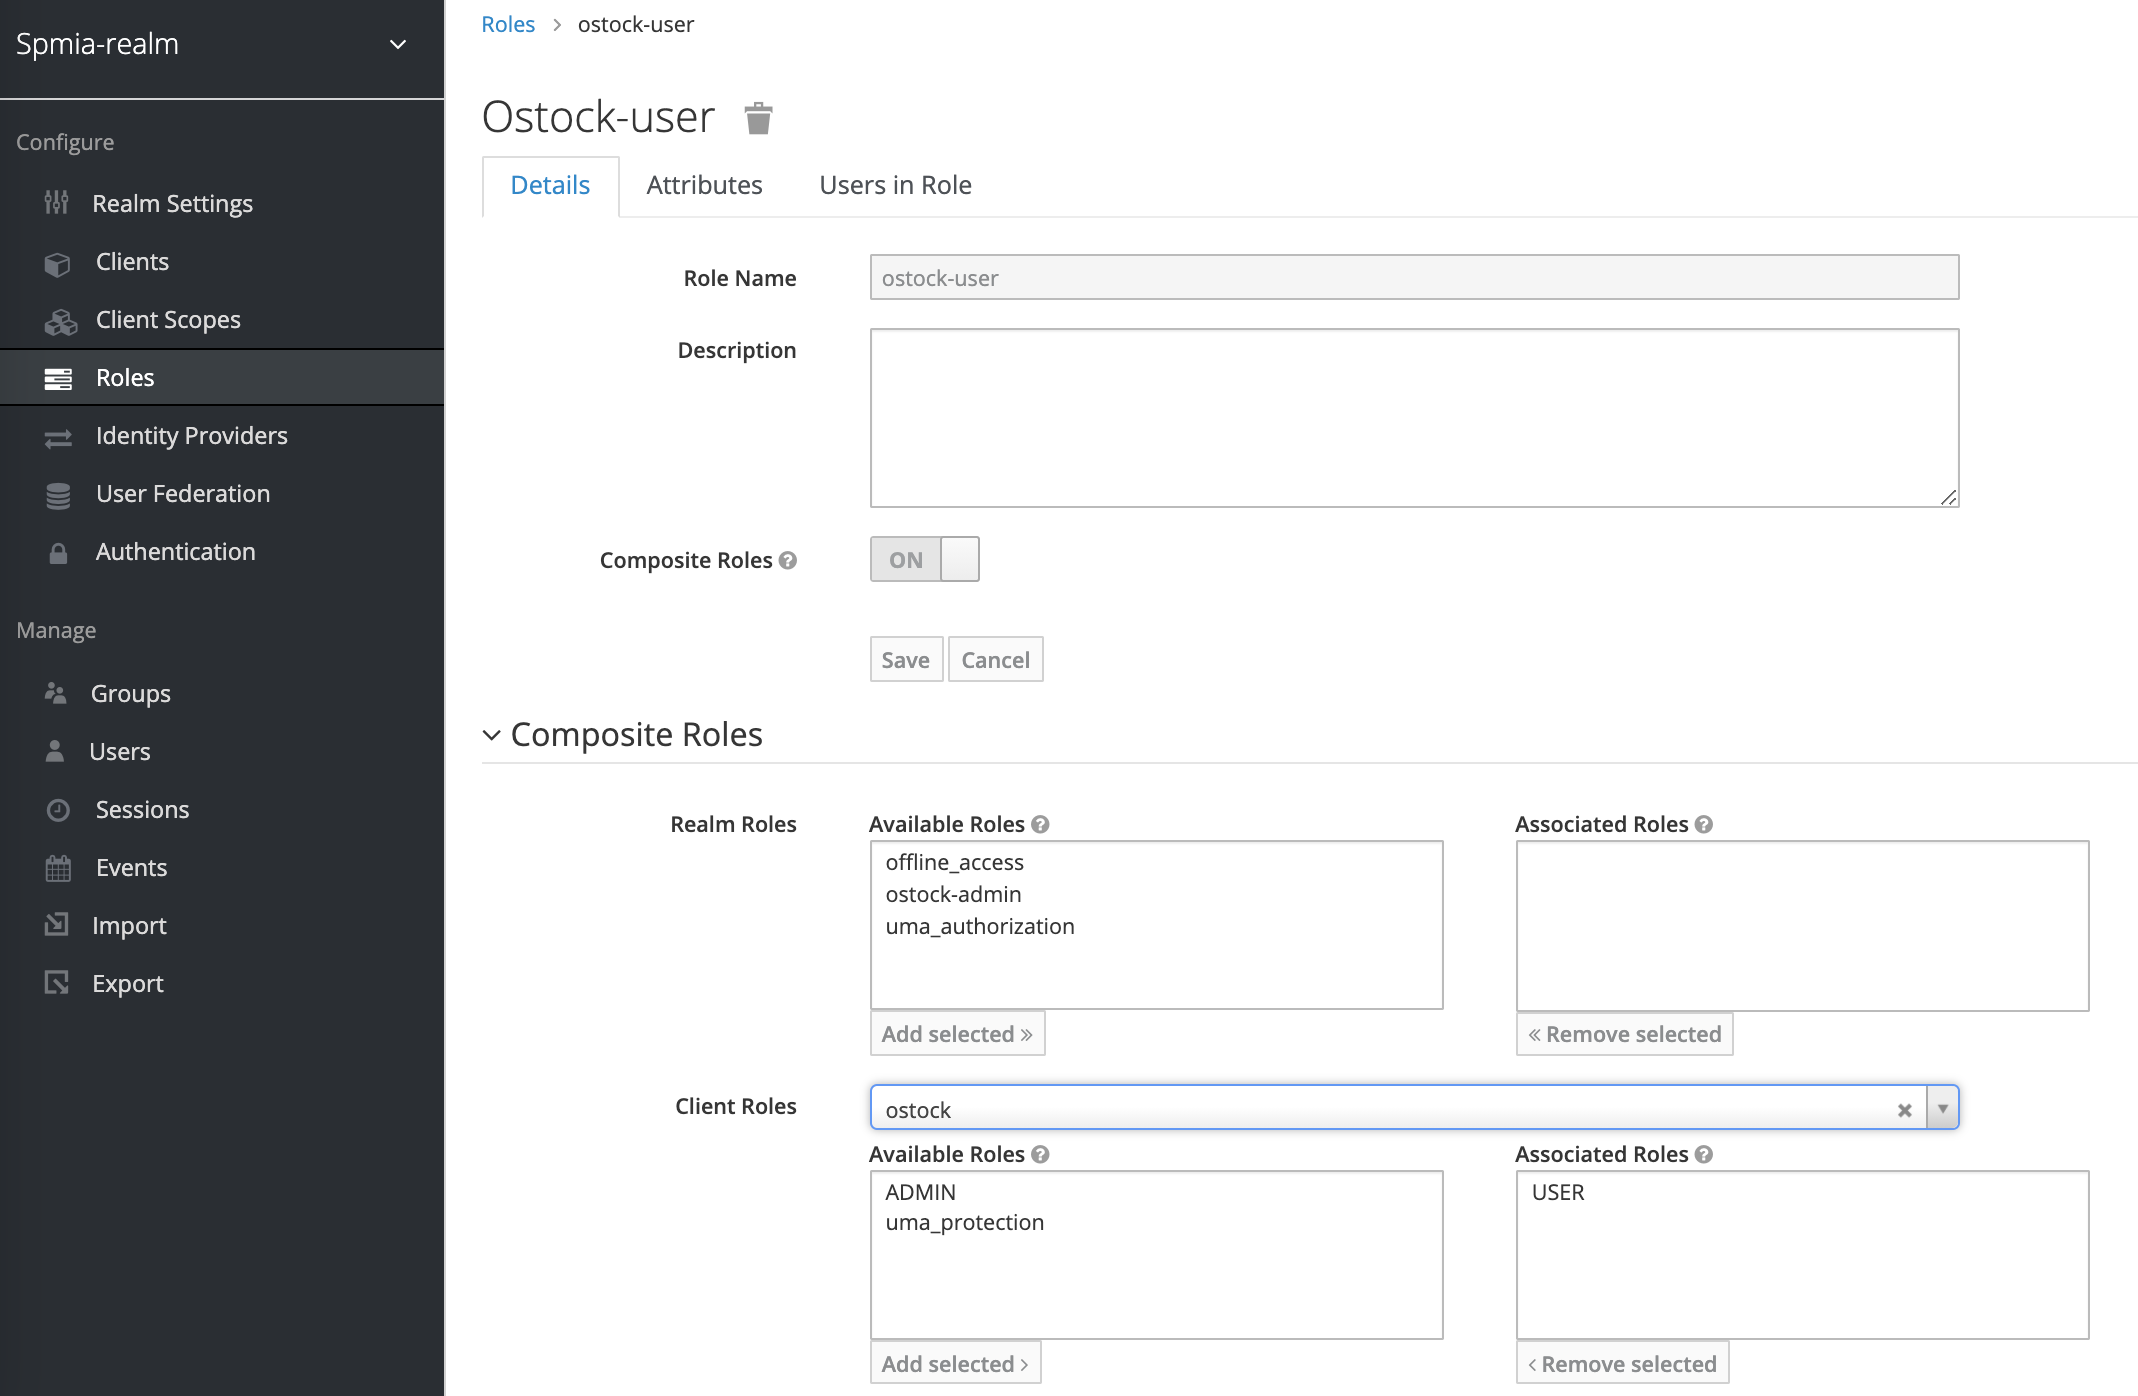 Spmia-realm
Configure
Realm Settings
Clients
Client Scopes
Roles
Identity Providers
User Federation
Authentication
Manage
Groups
Users
Sessions
Events
Import
Export
Roles > ostock-user
Ostock-user
Details Attributes Users in Role
Role Name ostock-user
Description
Composite Roles ? ON
Save Cancel
Composite Roles
Realm Roles Available Roles ? Associated Roles ?
offline_access
ostock-admin
uma_authorization
Add selected » « Remove selected
Client Roles ostock
Available Roles ? Associated Roles ?
ADMIN USER
uma_protection
Add selected > < Remove selected